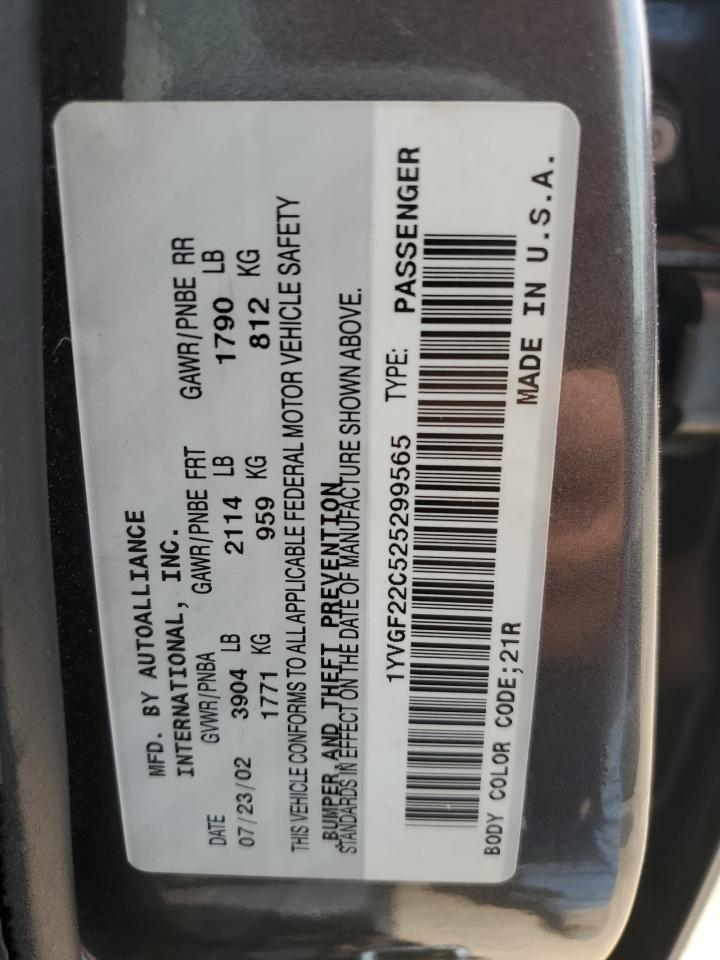 MFD. BY AUTOALLIANCE
INTERNATIONAL, INC.
DATE GVWR/PNBA GAWR/PNBE FRT GAWR/PNBE RR
07/23/02 3904 LB 2114 LB 1790 LB
1771 KG 959 KG 812 KG
THIS VEHICLE CONFORMS TO ALL APPLICABLE FEDERAL MOTOR VEHICLE SAFETY
BUMPER, AND THEFT PREVENTION
STANDARDS IN EFFECT ON THE DATE OF MANUFACTURE SHOWN ABOVE.
1YVGF22C525299565 TYPE: PASSENGER
BODY COLOR CODE;21R MADE IN U.S.A.